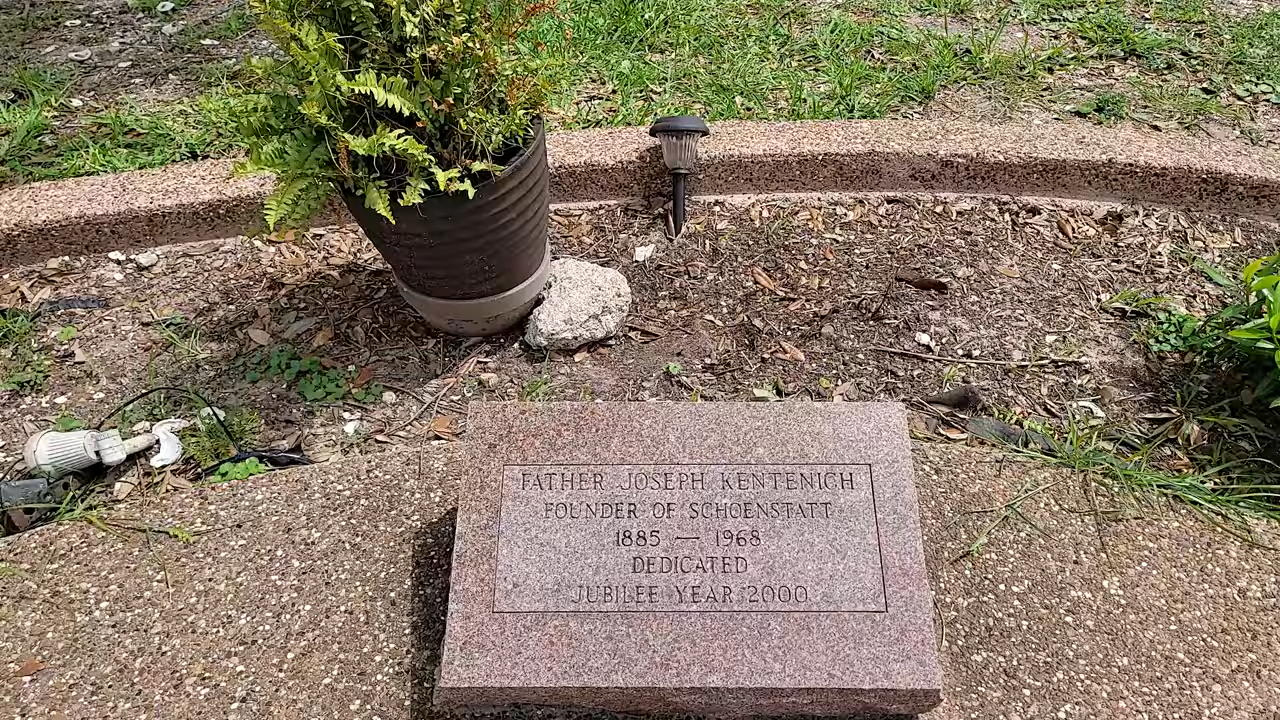 FATHER JOSEPH KENTENICH
FOUNDER OF SCHOENSTATT
1885 — 1968
DEDICATED
JUBILEE YEAR 2000